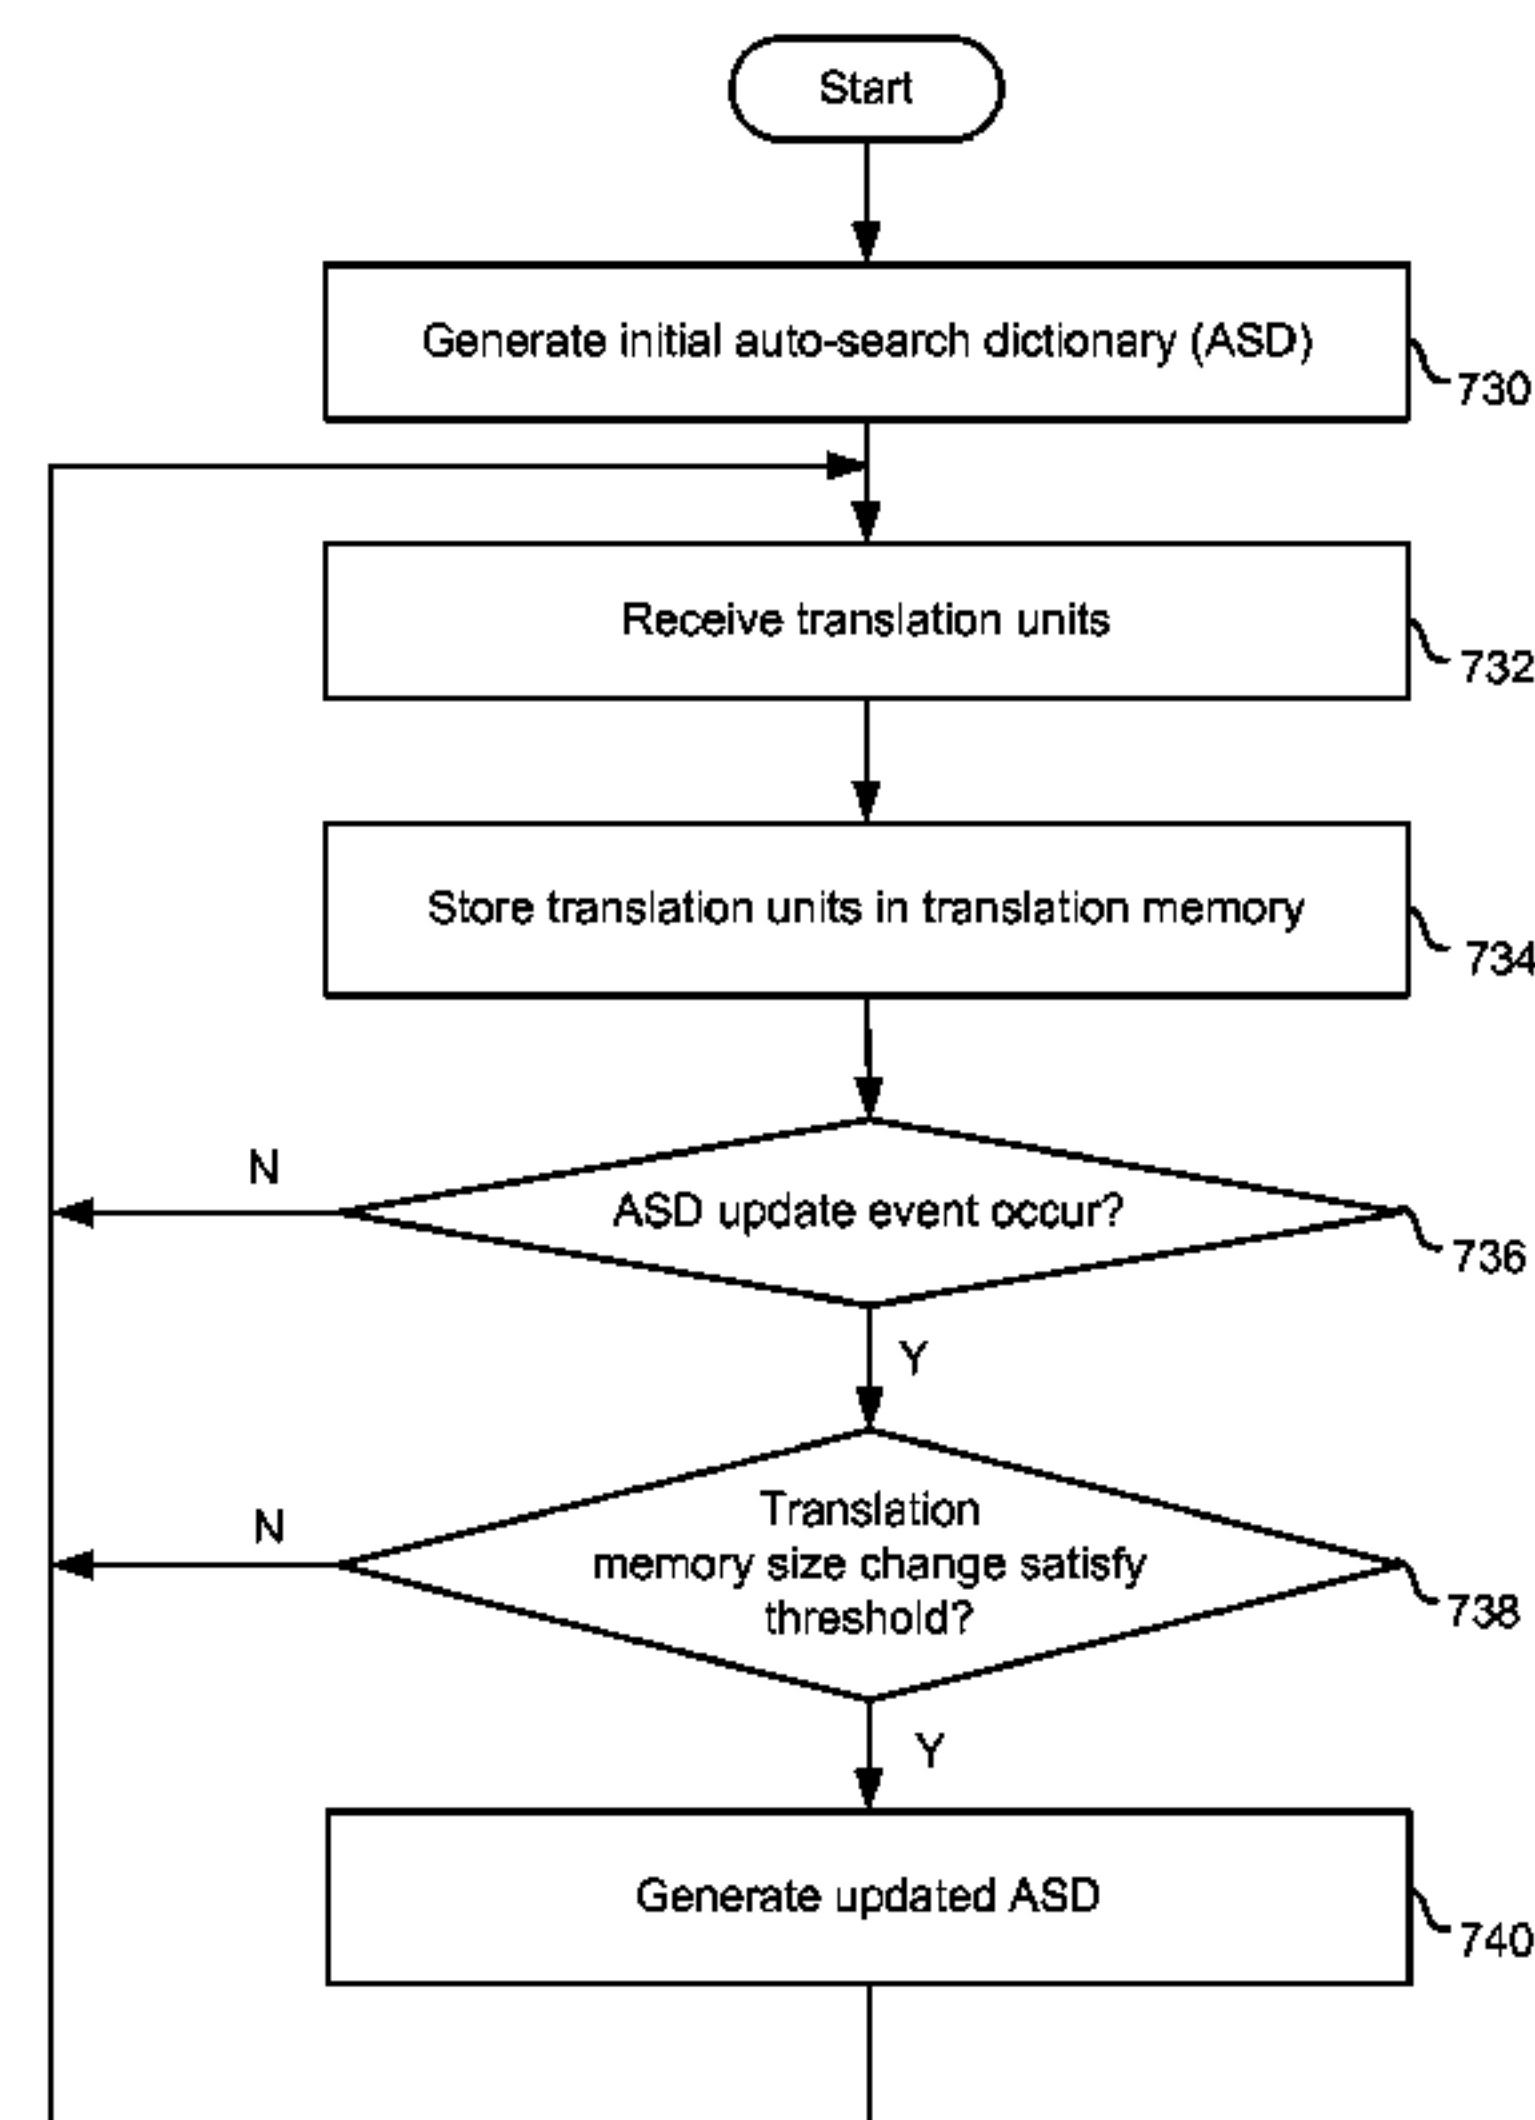 Start
Generate initial auto-search dictionary (ASD)
730
Receive translation units
732
Store translation units in translation memory
734
N
ASD update event occur?
736
Y
N
Translation
memory size change satisfy
threshold?
738
Y
Generate updated ASD
740